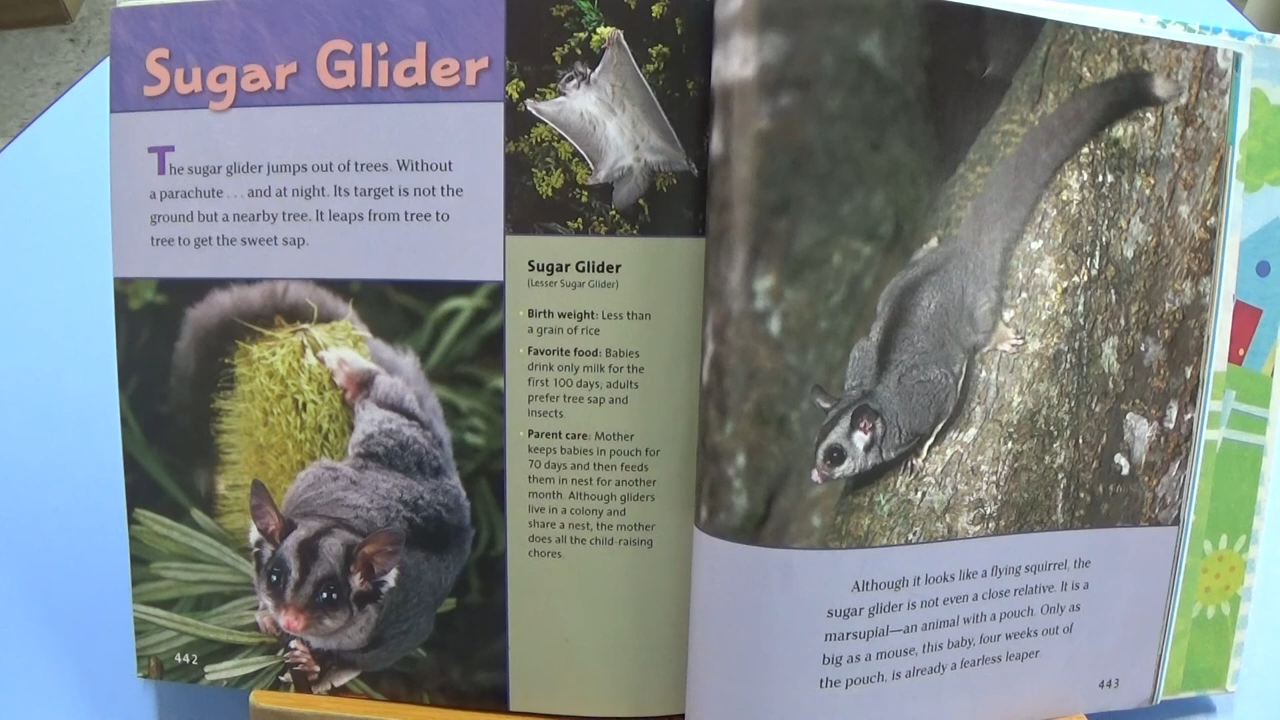 Sugar Glider
The sugar glider jumps out of trees. Without
a parachute . . . and at night. Its target is not the
ground but a nearby tree. It leaps from tree to
tree to get the sweet sap.
Sugar Glider
(Lesser Sugar Glider)
• Birth weight: Less than
a grain of rice
• Favorite food: Babies
drink only milk for the
first 100 days; adults
prefer tree sap and
insects.
• Parent care: Mother
keeps babies in pouch for
70 days and then feeds
them in nest for another
month. Although gliders
live in a colony and
share a nest, the mother
does all the child-raising
chores.
442
Although it looks like a flying squirrel, the
sugar glider is not even a close relative. It is a
marsupial—an animal with a pouch. Only as
big as a mouse, this baby, four weeks out of
the pouch, is already a fearless leaper.
443